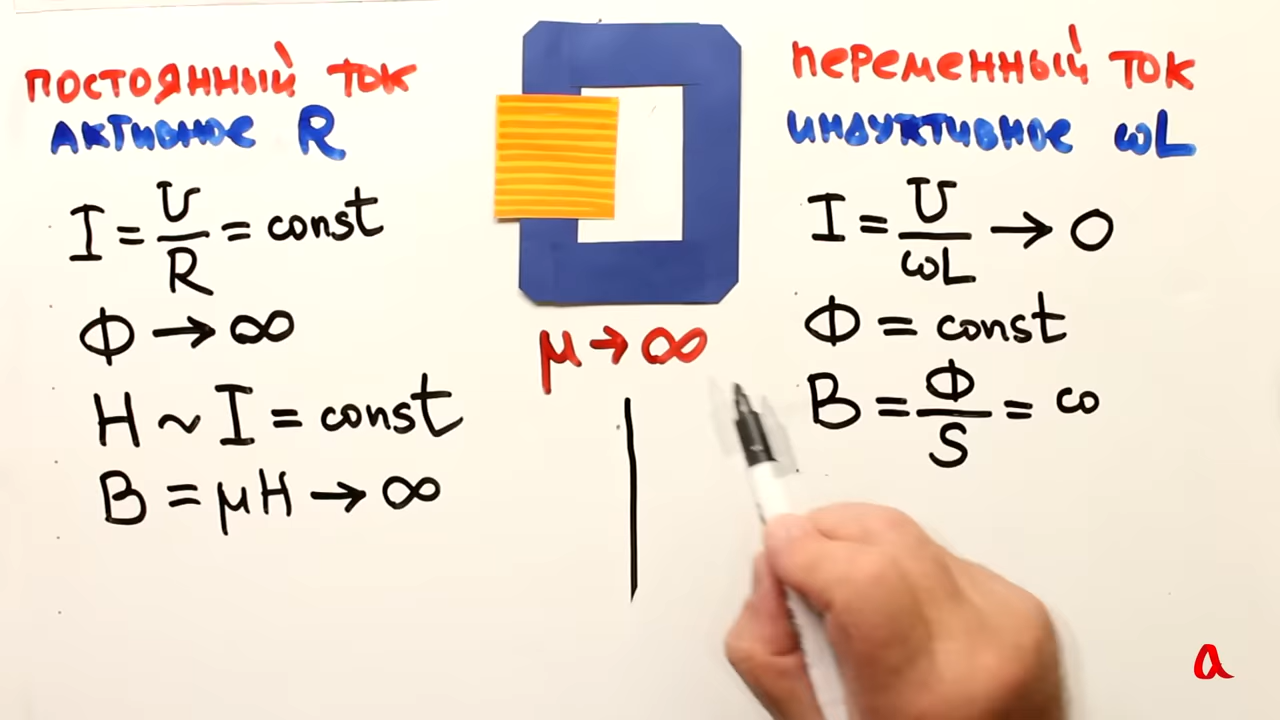 ПОСТОЯННЫЙ ТОК
АКТИВНОЕ R
I = U/R = const
Ф → ∞
H ~ I = const
B = μH → ∞
μ → ∞
ПЕРЕМЕННЫЙ ТОК
ИНДУКТИВНОЕ ωL
I = U/ωL → 0
Ф = const
B = Ф/S = co
a